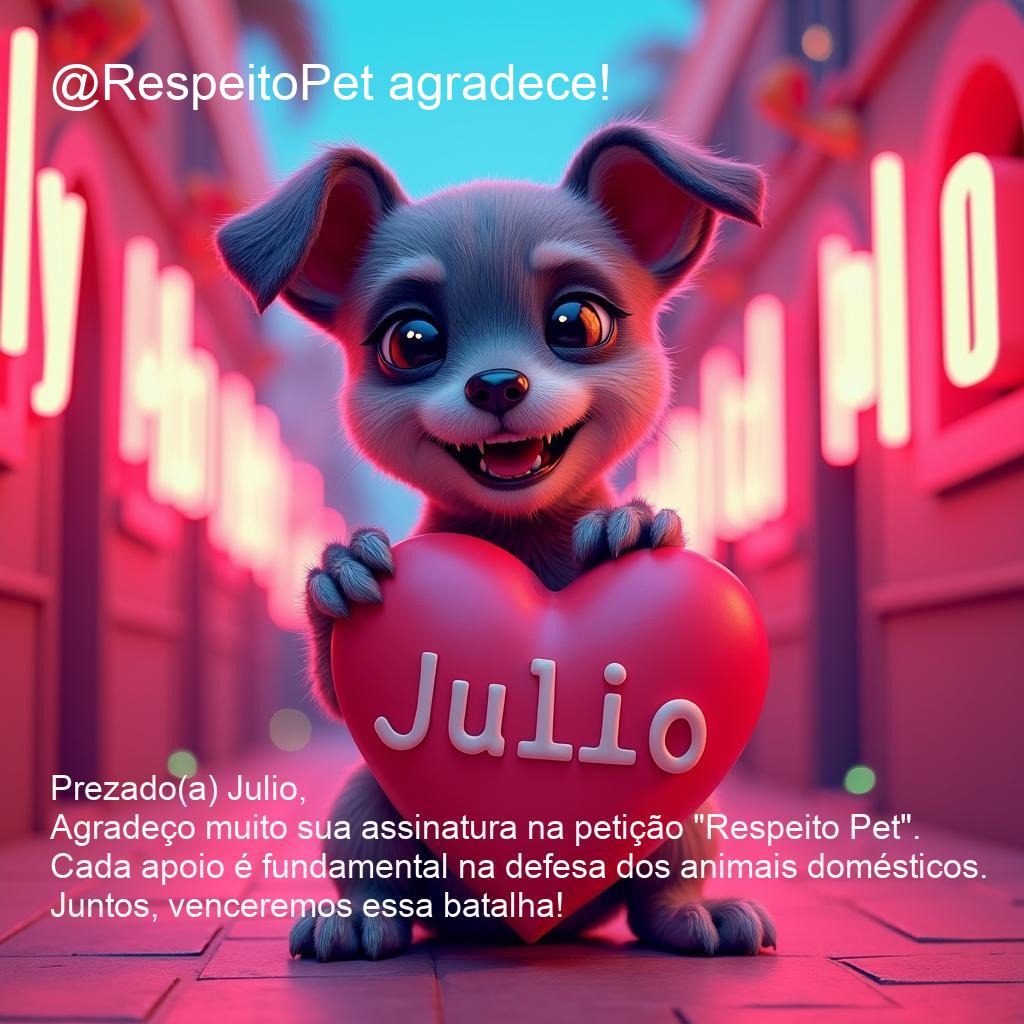 @RespeitoPet agradece!
Julio
Prezado(a) Julio,
Agradeço muito sua assinatura na petição "Respeito Pet".
Cada apoio é fundamental na defesa dos animais domésticos.
Juntos, venceremos essa batalha!